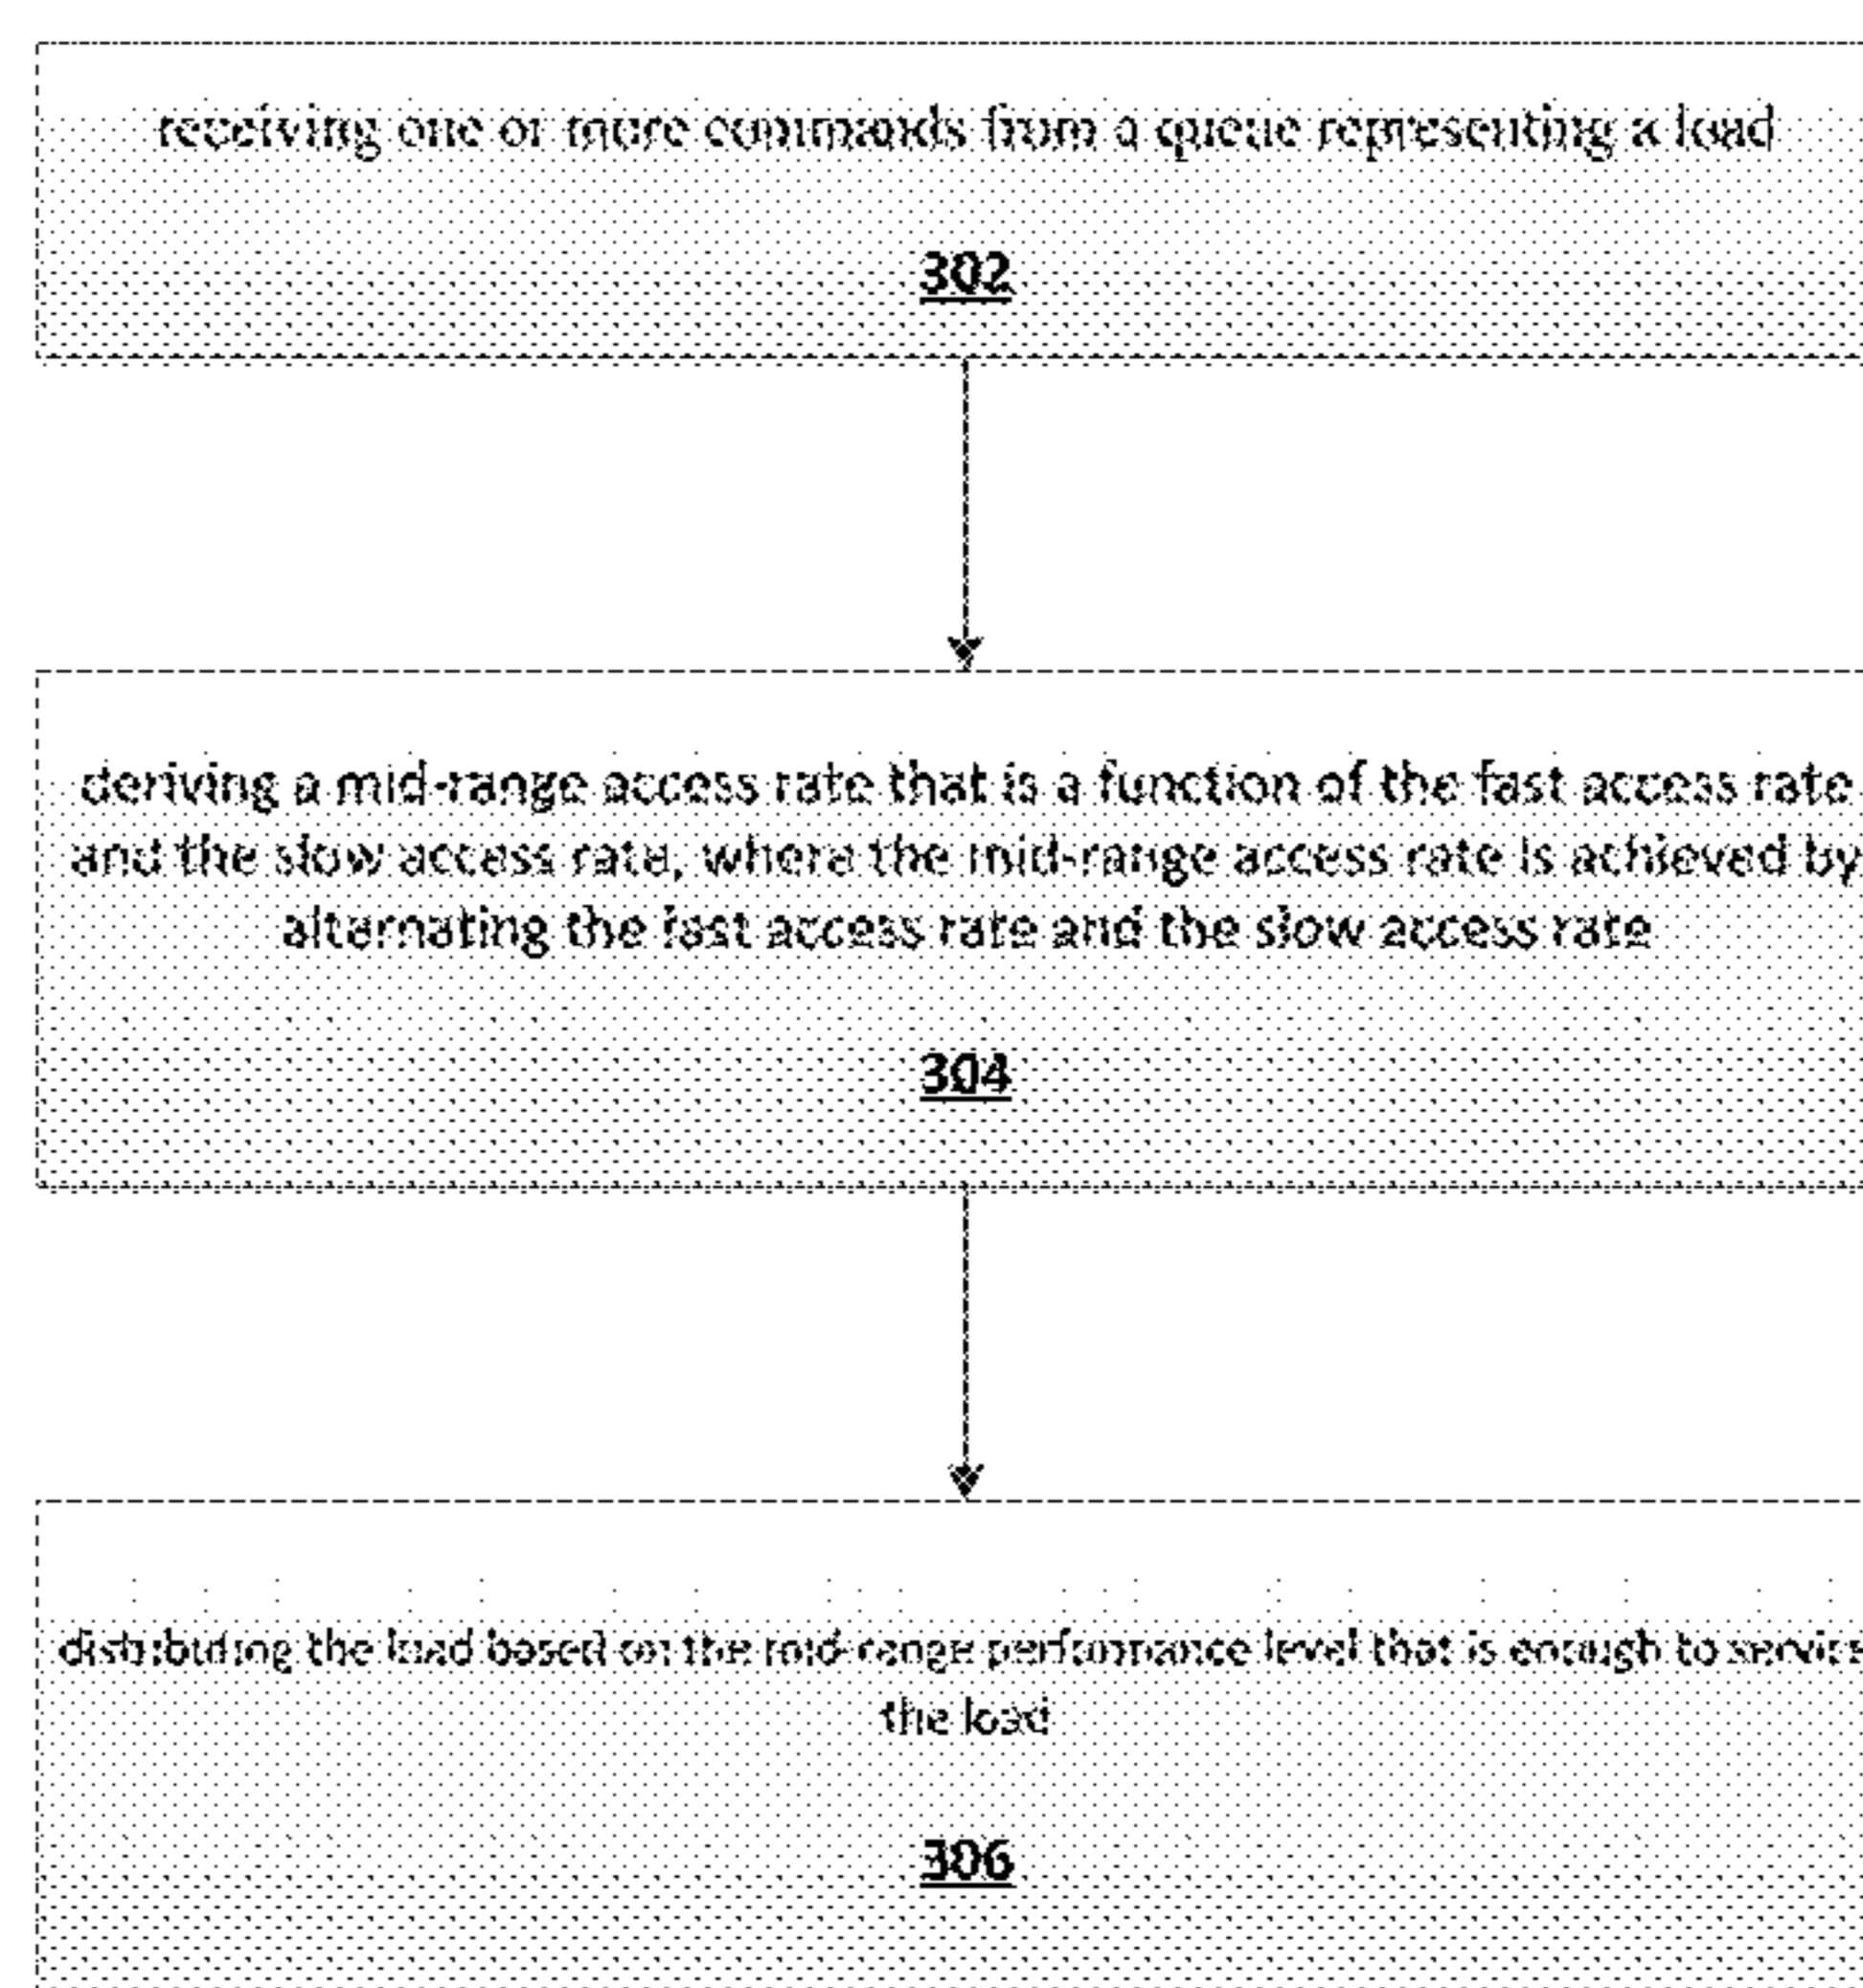 receiving one or more commands from a queue representing a load
302
deriving a mid-range access rate that is a function of the fast access rate
and the slow access rate, where the mid-range access rate is achieved by
alternating the fast access rate and the slow access rate
304
distributing the load based on the mid-range performance level that is enough to service
the load
306